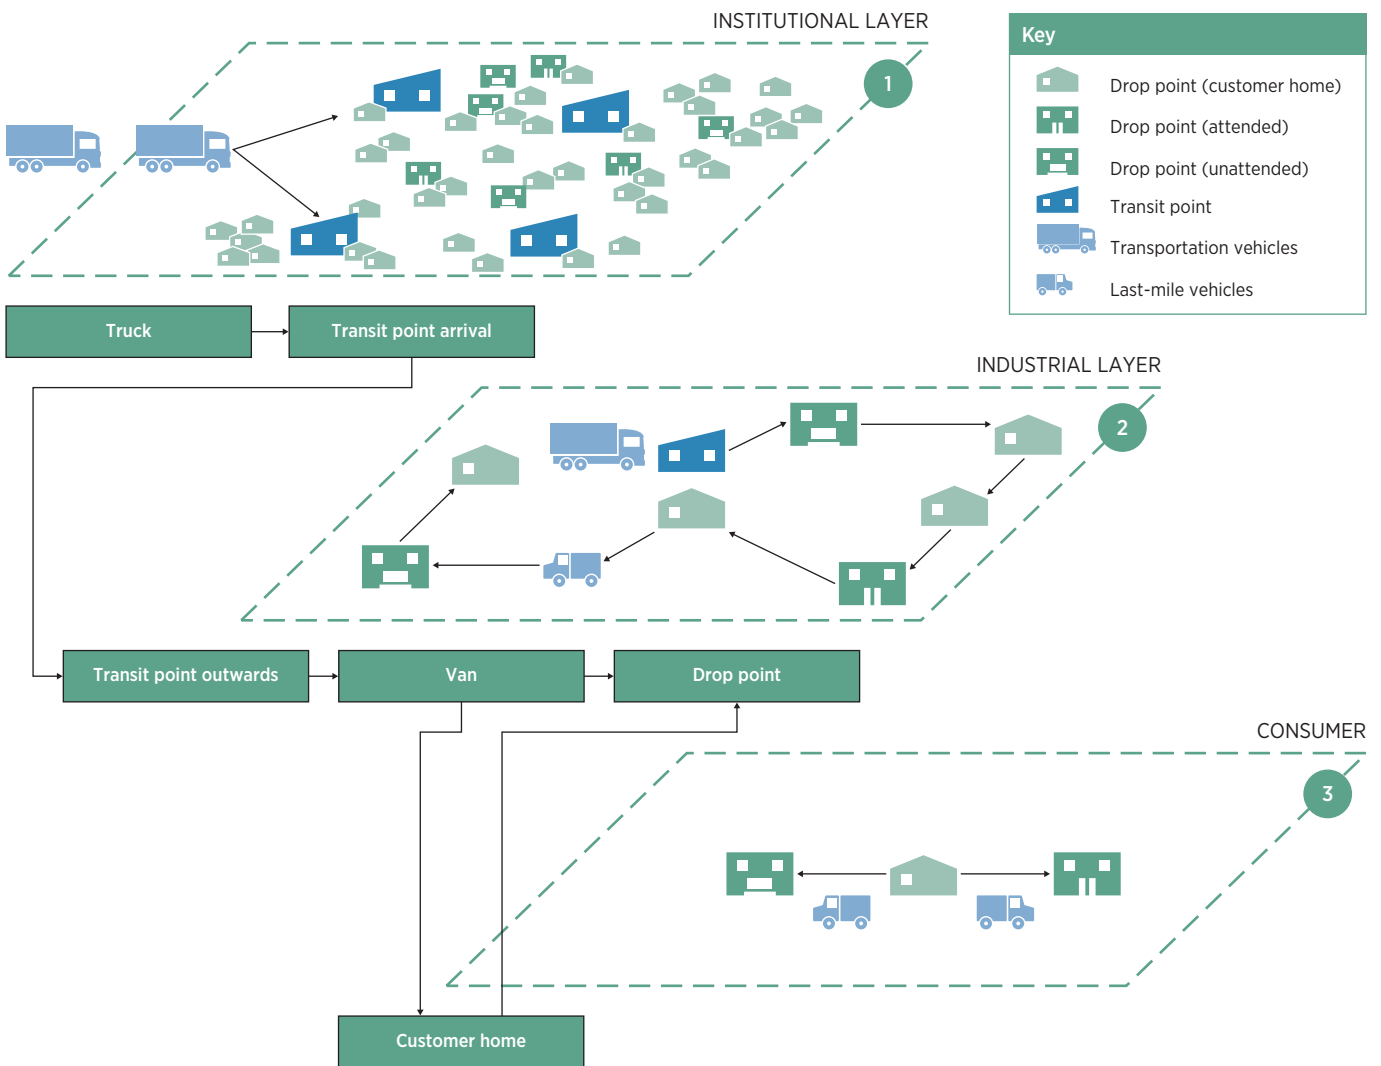 INSTITUTIONAL LAYER
1
Key
Drop point (customer home)
Drop point (attended)
Drop point (unattended)
Transit point
Transportation vehicles
Last-mile vehicles
Truck
Transit point arrival
INDUSTRIAL LAYER
2
Transit point outwards
Van
Drop point
CONSUMER
3
Customer home